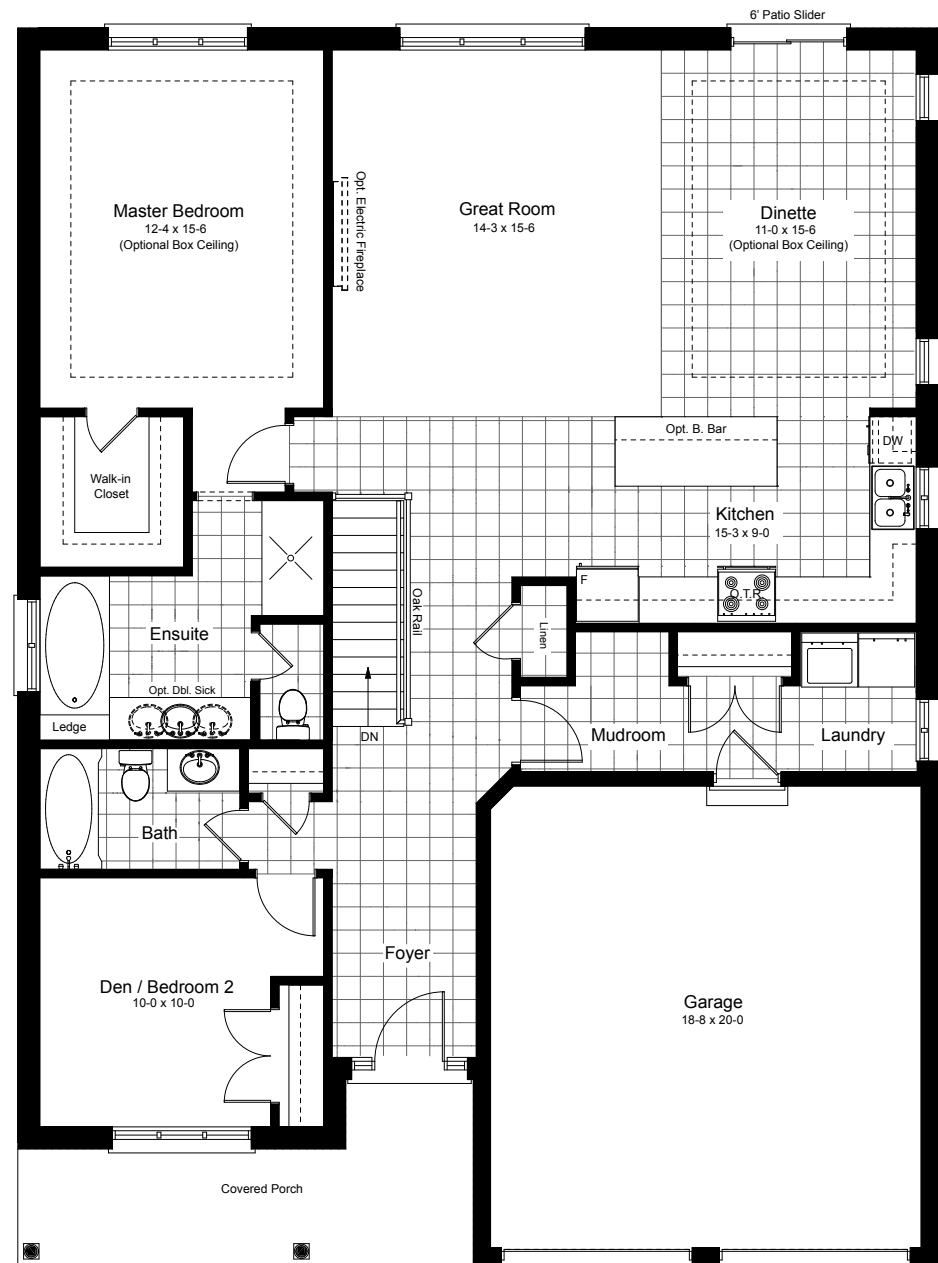 6' Patio Slider
Master Bedroom
12-4 x 15-6
(Optional Box Ceiling)
Opt. Electric Fireplace
Great Room
14-3 x 15-6
Dinette
11-0 x 15-6
(Optional Box Ceiling)
Walk-in
Closet
Opt. B. Bar
DW
Kitchen
15-3 x 9-0
F
O.T.R.
Oak Rail
Linen
Ensuite
Opt. Dbl. Sick
Ledge
DN
Mudroom
Laundry
Bath
Foyer
Den / Bedroom 2
10-0 x 10-0
Garage
18-8 x 20-0
Covered Porch